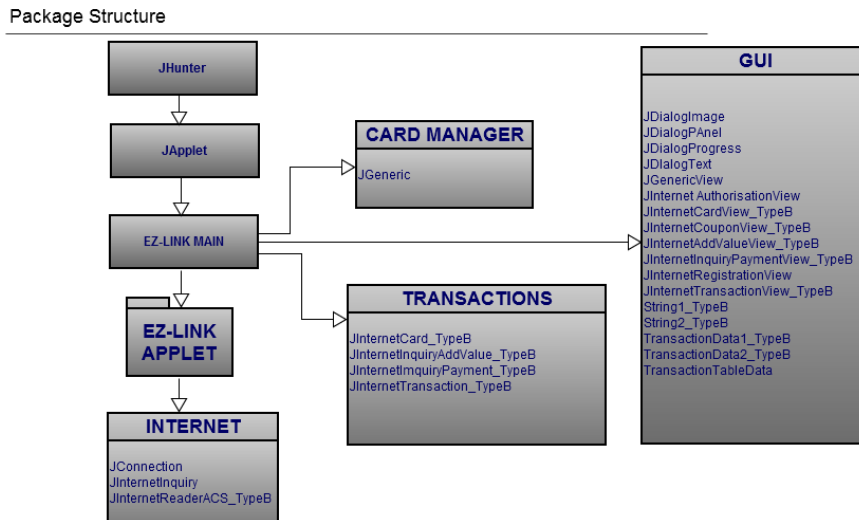 Package Structure
JHunter
JApplet
EZ-LINK MAIN
EZ-LINK
APPLET
INTERNET
JConnection
JInternetInquiry
JInternetReaderACS_TypeB
CARD MANAGER
JGeneric
TRANSACTIONS
JInternetCard_TypeB
JInternetInquiryAddValue_TypeB
JInternetImquiryPayment_TypeB
JInternetTransaction_TypeB
GUI
JDialogImage
JDialogPAnel
JDialogProgress
JDIalogText
JGenericView
JInternet AuthorisationView
JInternetCardView_TypeB
JInternetCouponView_TypeB
JInternetAddValueView_TypeB
JInternetInquiryPaymentView_TypeB
JInternetRegistrationView
JInternetTransactionView_TypeB
String1_TypeB
String2_TypeB
TransactionData1_TypeB
TransactionData2_TypeB
TransactionTableData